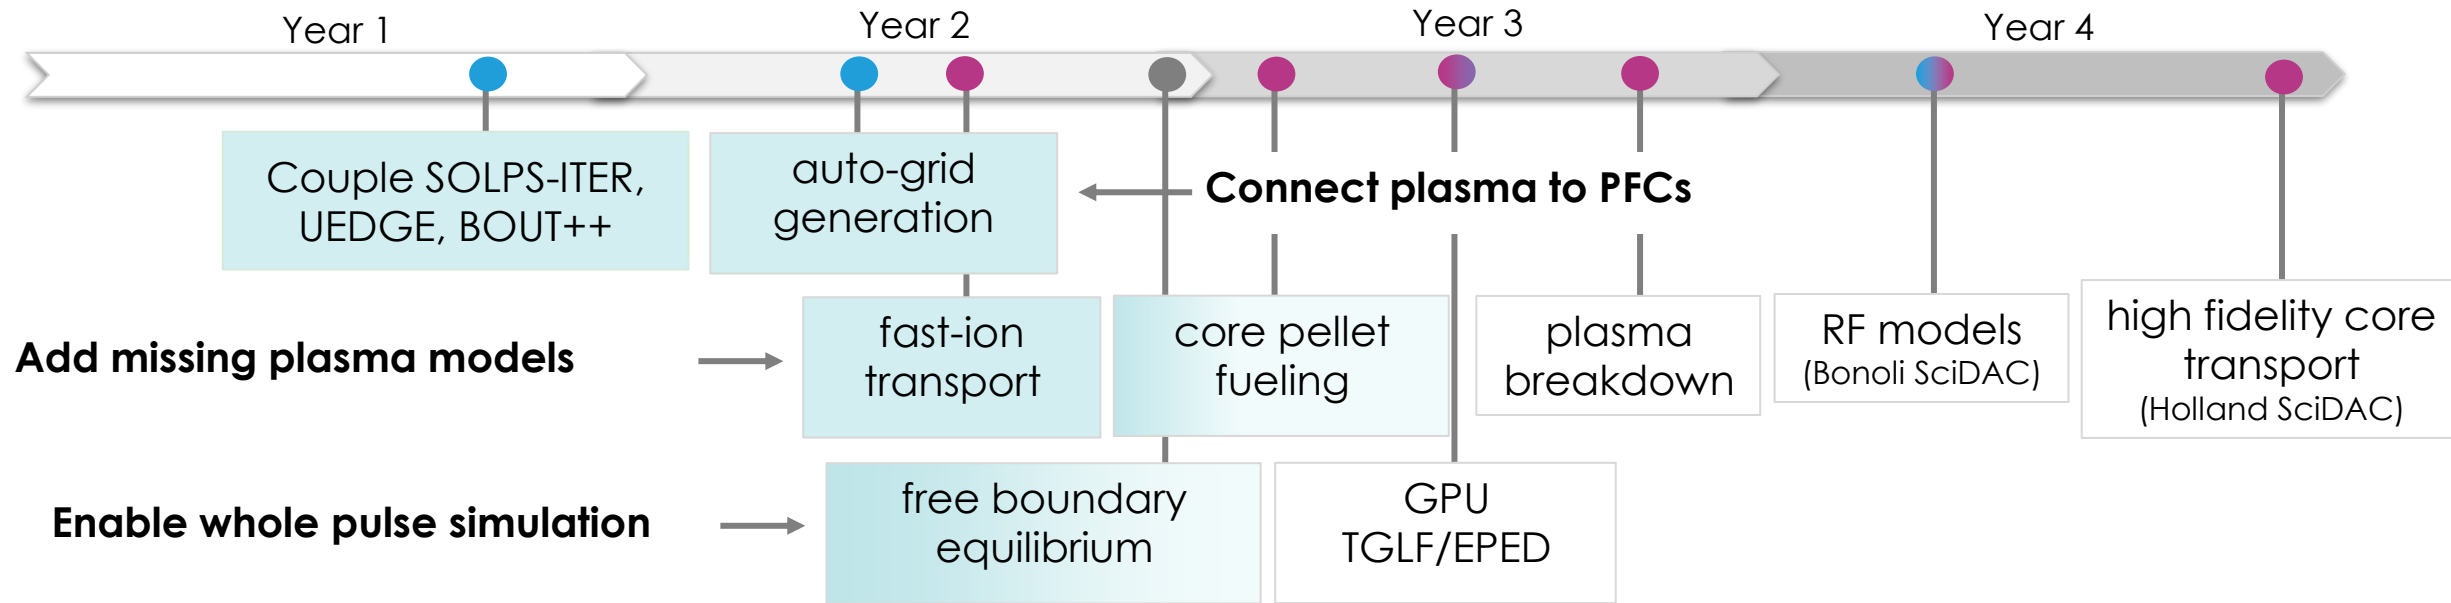 Year 1
Year 2
Year 3
Year 4
Couple SOLPS-ITER,
UEDGE, BOUT++
auto-grid
generation
Connect plasma to PFCs
Add missing plasma models
fast-ion
transport
core pellet
fueling
plasma
breakdown
RF models
(Bonoli SciDAC)
high fidelity core
transport
(Holland SciDAC)
Enable whole pulse simulation
free boundary
equilibrium
GPU
TGLF/EPED